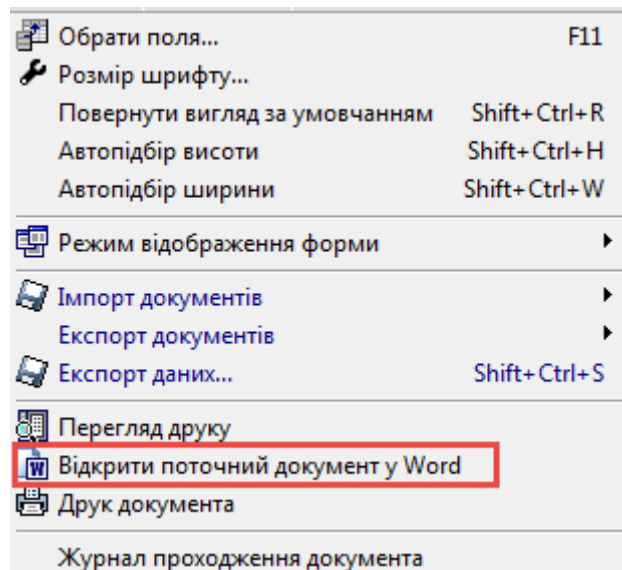 Обрати поля... F11
Розмір шрифту...
Повернути вигляд за умовчанням Shift+Ctrl+R
Автопідбір висоти Shift+Ctrl+H
Автопідбір ширини Shift+Ctrl+W
Режим відображення форми
Імпорт документів
Експорт документів
Експорт даних... Shift+Ctrl+S
Перегляд друку
Відкрити поточний документ у Word
Друк документа
Журнал проходження документа